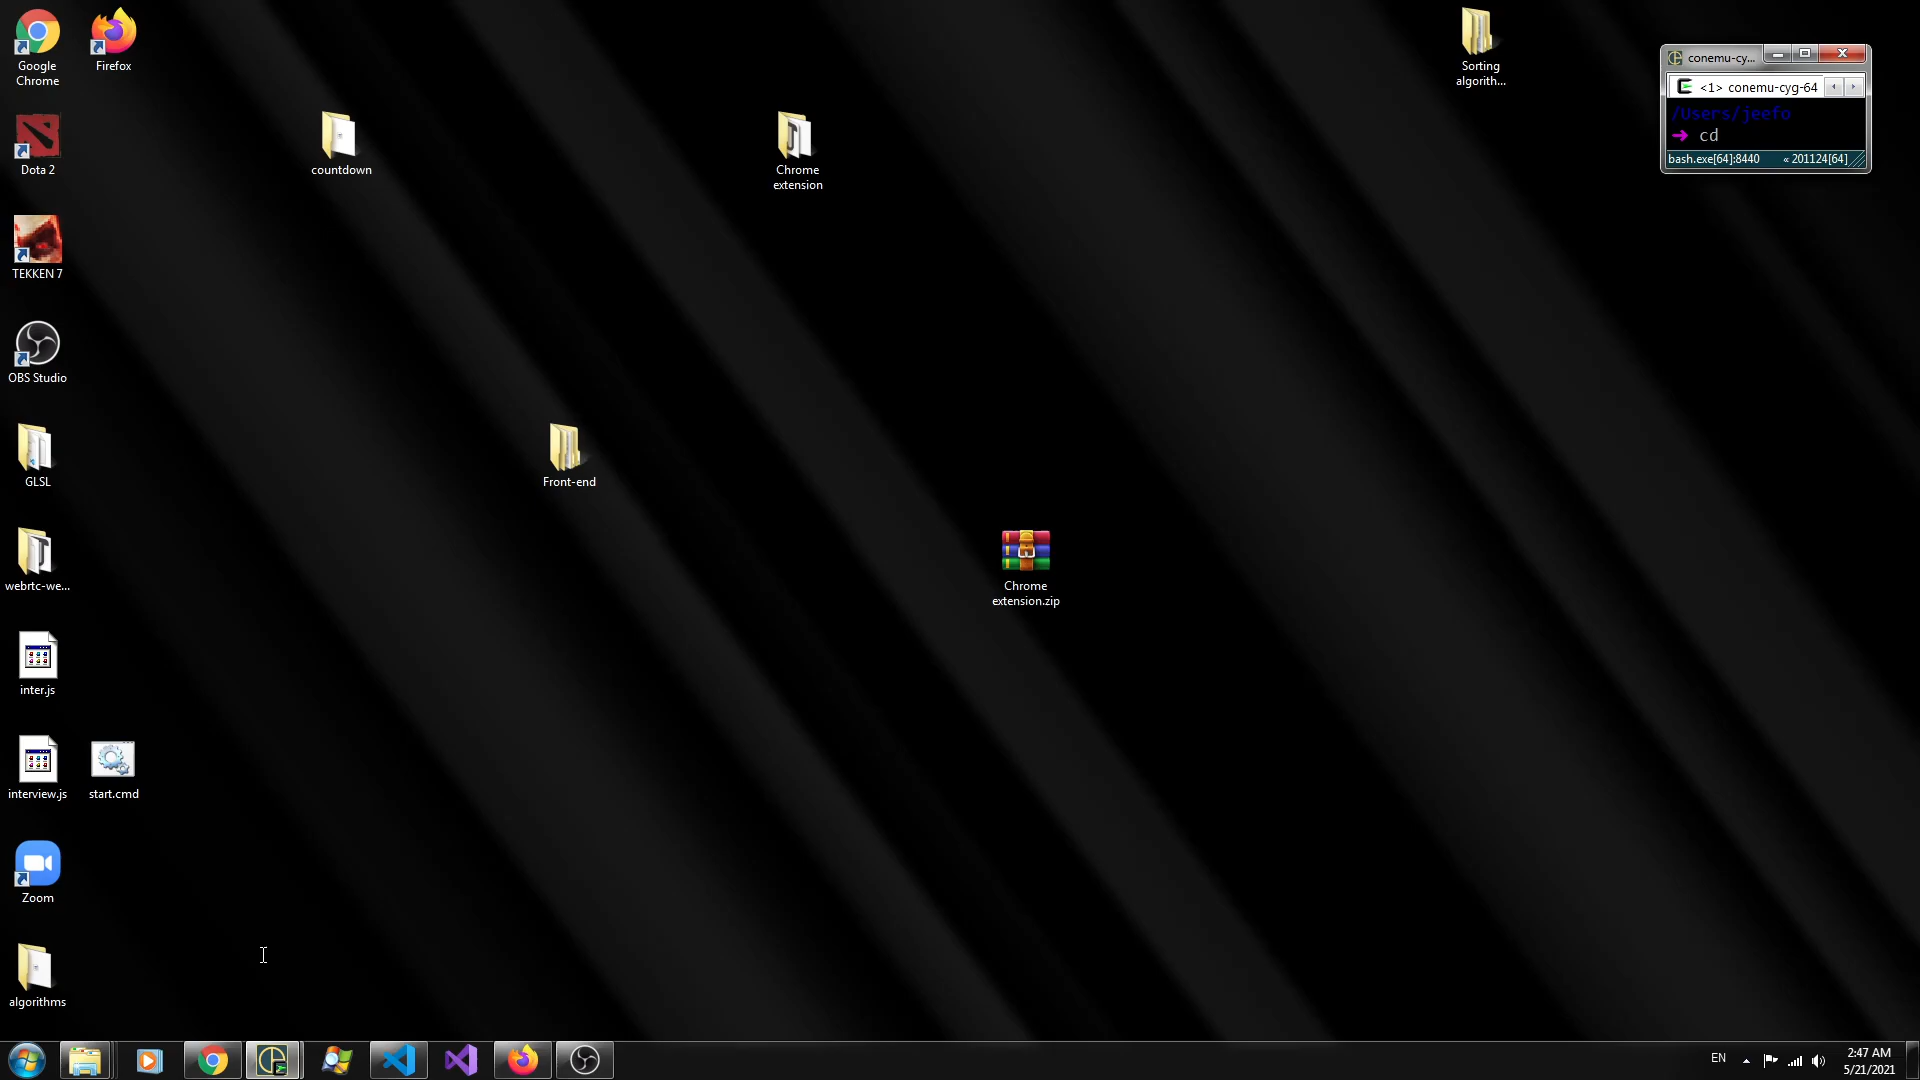 Google
Chrome
Firefox
Sorting
algorith...
conemu-cy...
<1> conemu-cyg-64
/Users/jeefo
➜ cd
bash.exe[64]:8440 « 201124[64]
Dota 2
countdown
Chrome
extension
TEKKEN 7
OBS Studio
GLSL
Front-end
webrtc-we...
Chrome
extension.zip
inter.js
interview.js
start.cmd
Zoom
algorithms
EN
2:47 AM
5/21/2021